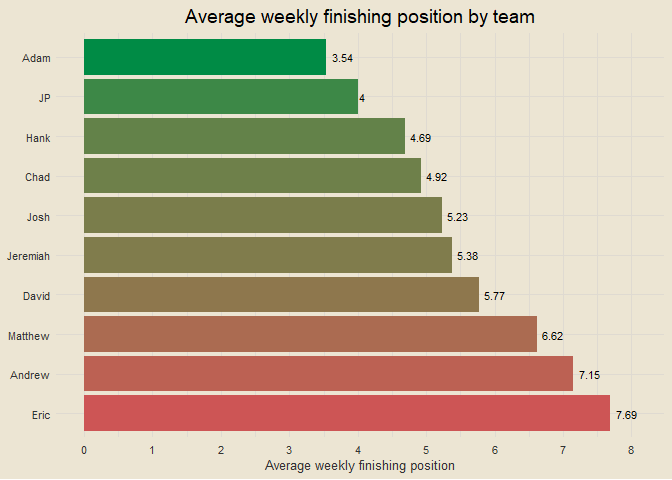 Average weekly finishing position by team
Adam 3.54
JP 4
Hank 4.69
Chad 4.92
Josh 5.23
Jeremiah 5.38
David 5.77
Matthew 6.62
Andrew 7.15
Eric 7.69
0 1 2 3 4 5 6 7 8
Average weekly finishing position